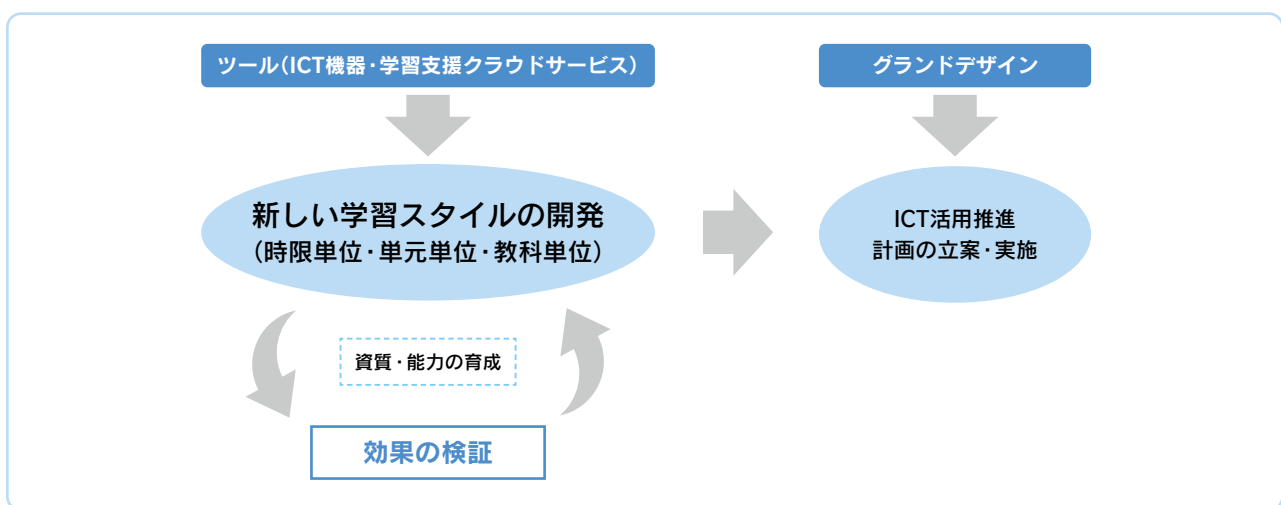 ツール(ICT機器・学習支援クラウドサービス)
グランドデザイン
新しい学習スタイルの開発
(時限単位・単元単位・教科単位)
ICT活用推進
計画の立案・実施
資質・能力の育成
効果の検証